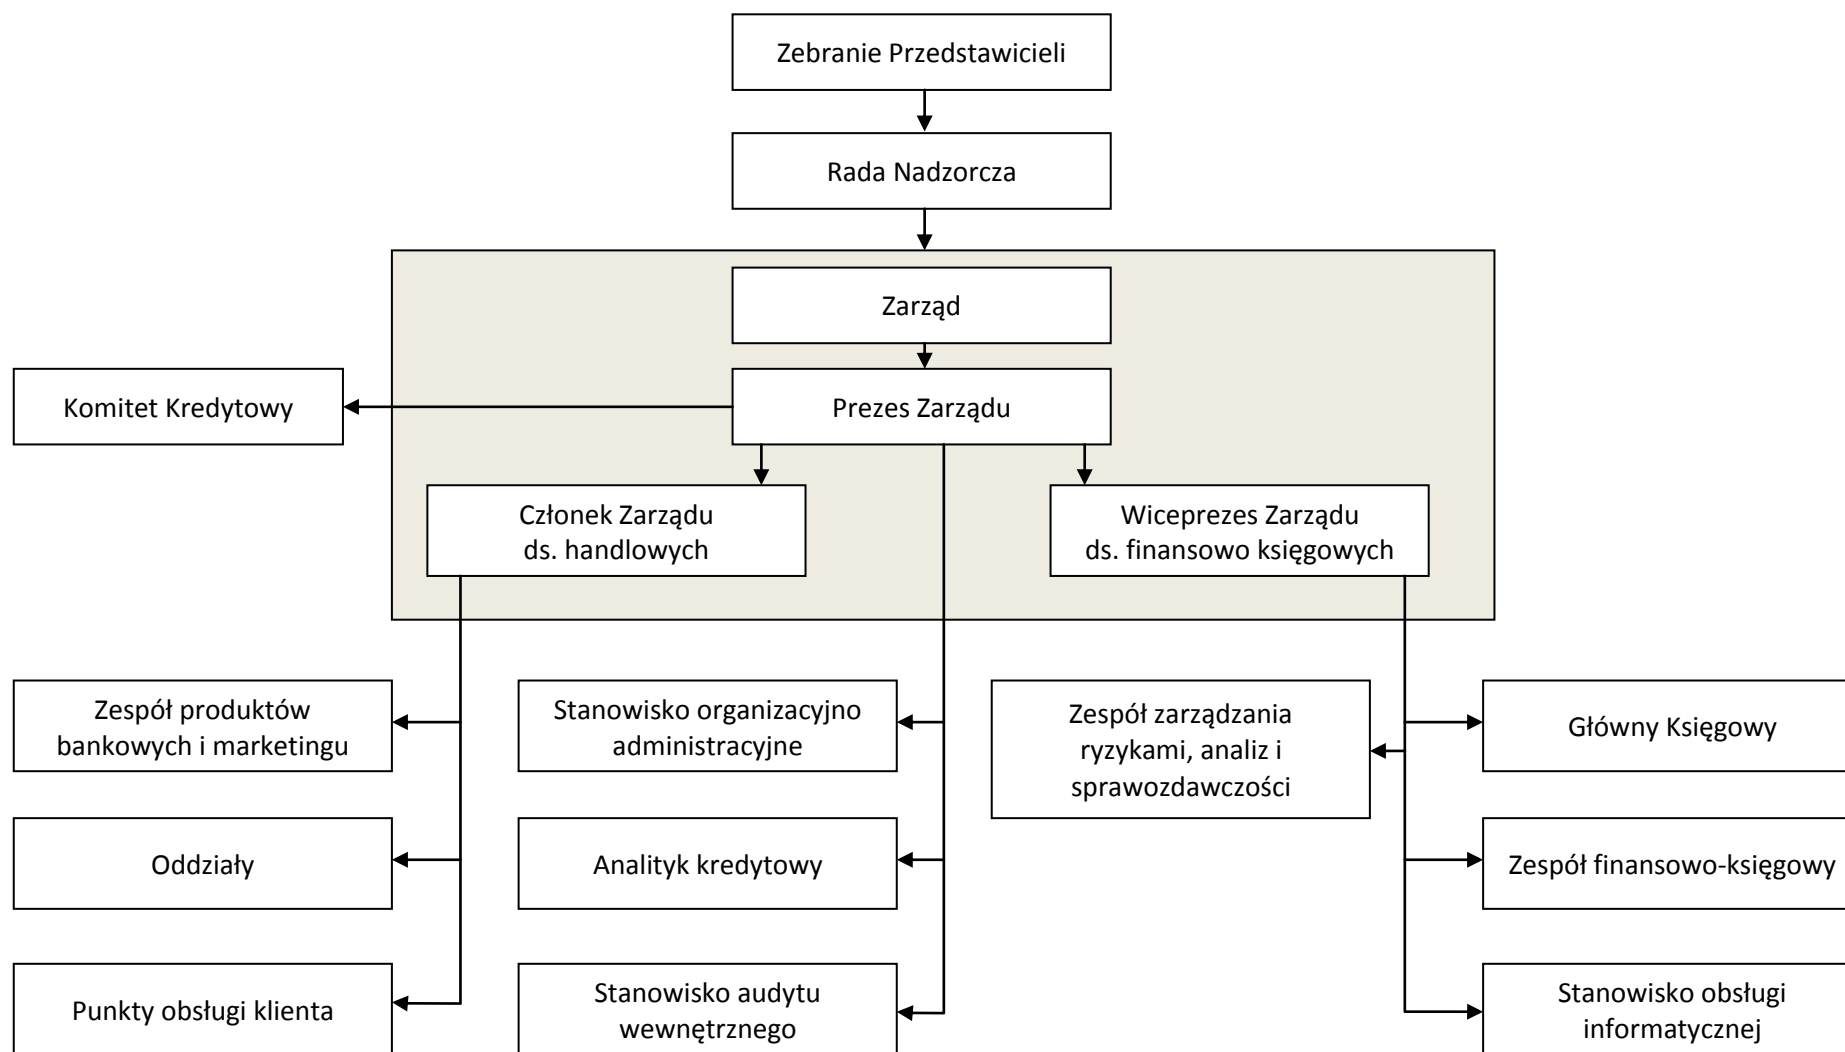 Zebranie Przedstawicieli
Rada Nadzorcza
Zarząd
Komitet Kredytowy
Prezes Zarządu
Członek Zarządu
ds. handlowych
Wiceprezes Zarządu
ds. finansowo księgowych
Zespół produktów
bankowych i marketingu
Stanowisko organizacyjno
administracyjne
Zespół zarządzania
ryzykami, analiz i
sprawozdawczości
Główny Księgowy
Oddziały
Analityk kredytowy
Zespół finansowo-księgowy
Punkty obsługi klienta
Stanowisko audytu
wewnętrznego
Stanowisko obsługi
informatycznej